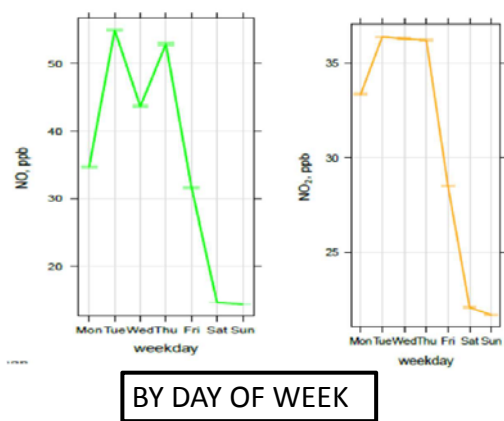 NO, ppb
50
40
30
20
Mon Tue Wed Thu Fri Sat Sun
weekday
NO₂, ppb
35
30
25
Mon Tue Wed Thu Fri Sat Sun
weekday
BY DAY OF WEEK